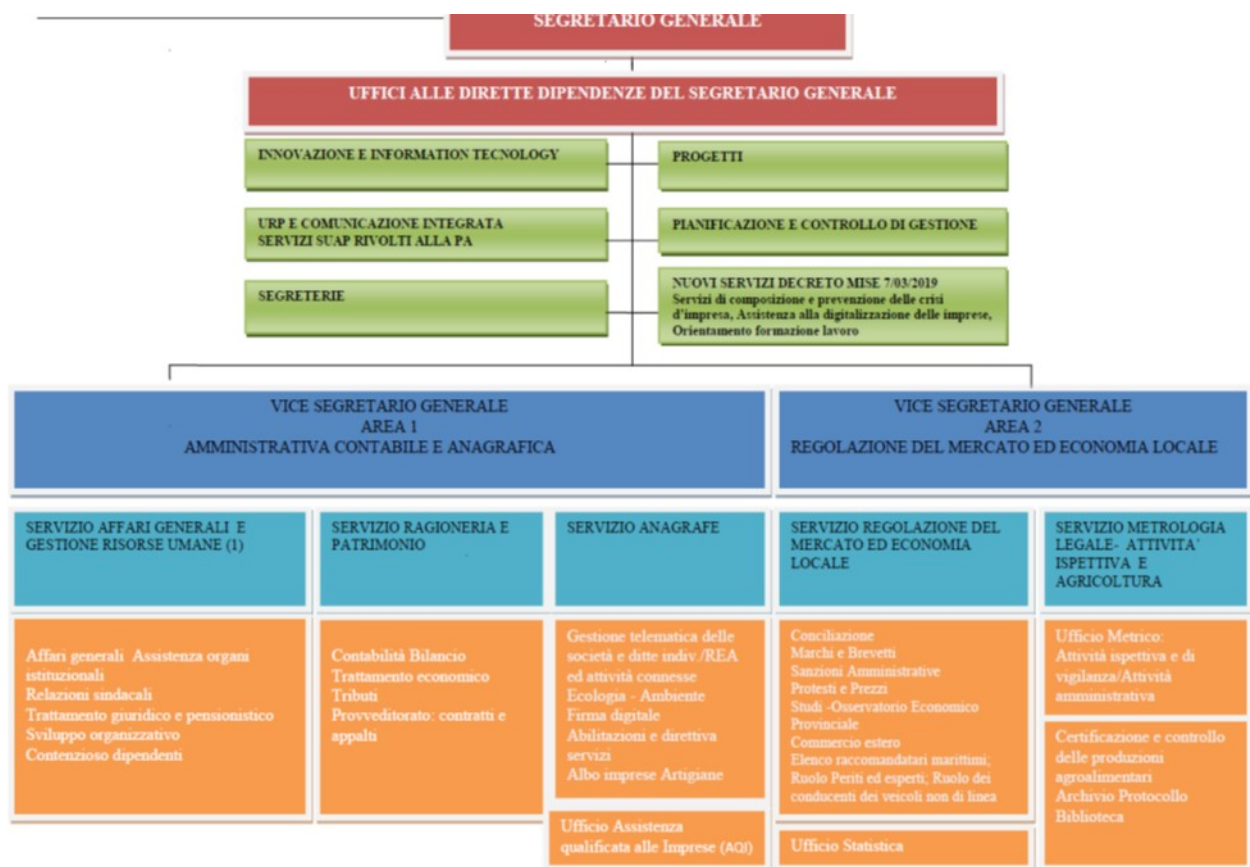 SEGRETARIO GENERALE
UFFICI ALLE DIRETTE DIPENDENZE DEL SEGRETARIO GENERALE
INNOVAZIONE E INFORMATION TECNOLOGY
PROGETTI
URP E COMUNICAZIONE INTEGRATA
SERVIZI SUAP RIVOLTI ALLA PA
PIANIFICAZIONE E CONTROLLO DI GESTIONE
SEGRETERIE
NUOVI SERVIZI DECRETO MISE 7/03/2019
Servizi di composizione e prevenzione delle crisi
d'impresa, Assistenza alla digitalizzazione delle imprese,
Orientamento formazione lavoro
VICE SEGRETARIO GENERALE
AREA 1
AMMINISTRATIVA CONTABILE E ANAGRAFICA
VICE SEGRETARIO GENERALE
AREA 2
REGOLAZIONE DEL MERCATO ED ECONOMIA LOCALE
SERVIZIO AFFARI GENERALI E
GESTIONE RISORSE UMANE (1)
SERVIZIO RAGIONERIA E
PATRIMONIO
SERVIZIO ANAGRAFE
SERVIZIO REGOLAZIONE DEL
MERCATO ED ECONOMIA
LOCALE
SERVIZIO METROLOGIA
LEGALE- ATTIVITA'
ISPETTIVA E
AGRICOLTURA
Affari generali Assistenza organi
istituzionali
Relazioni sindacali
Trattamento giuridico e pensionistico
Sviluppo organizzativo
Contenzioso dipendenti
Contabilità Bilancio
Trattamento economico
Tributi
Provveditorato: contratti e
appalti
Gestione telematica delle
società e ditte indiv./REA
ed attività connesse
Ecologia - Ambiente
Firma digitale
Abilitazioni e direttiva
servizi
Albo imprese Artigiane
Ufficio Assistenza
qualificata alle Imprese (AQI)
Conciliazione
Marchi e Brevetti
Sanzioni Amministrative
Protesti e Prezzi
Studi -Osservatorio Economico
Provinciale
Commercio estero
Elenco raccomandatari marittimi;
Ruolo Periti ed esperti; Ruolo dei
conducenti dei veicoli non di linea
Ufficio Statistica
Ufficio Metrico:
Attività ispettiva e di
vigilanza/Attività
amministrativa
Certificazione e controllo
delle produzioni
agroalimentari
Archivio Protocollo
Biblioteca